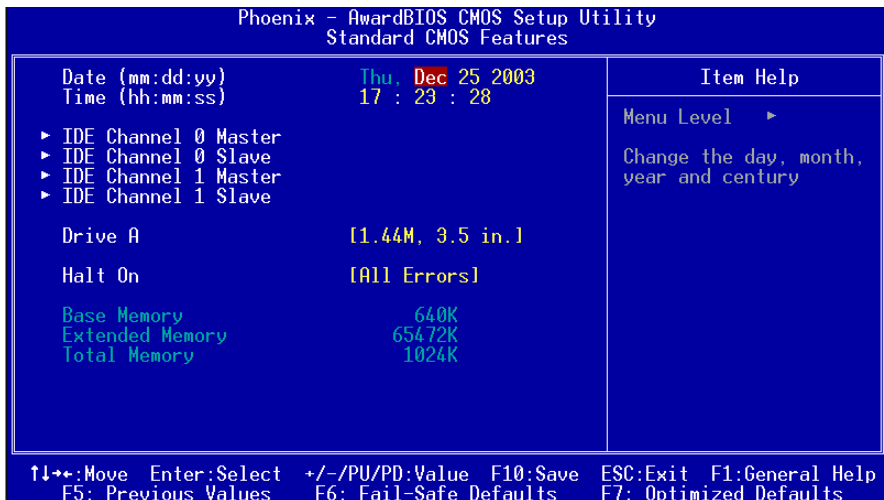 Phoenix - AwardBIOS CMOS Setup Utility
Standard CMOS Features
Date (mm:dd:yy) Thu, Dec 25 2003
Time (hh:mm:ss) 17 : 23 : 28
► IDE Channel 0 Master
► IDE Channel 0 Slave
► IDE Channel 1 Master
► IDE Channel 1 Slave
Drive A [1.44M, 3.5 in.]
Halt On [All Errors]
Base Memory 640K
Extended Memory 65472K
Total Memory 1024K
Item Help
Menu Level ►
Change the day, month,
year and century
↑↓→←:Move Enter:Select +/-/PU/PD:Value F10:Save ESC:Exit F1:General Help
F5: Previous Values F6: Fail-Safe Defaults F7: Optimized Defaults